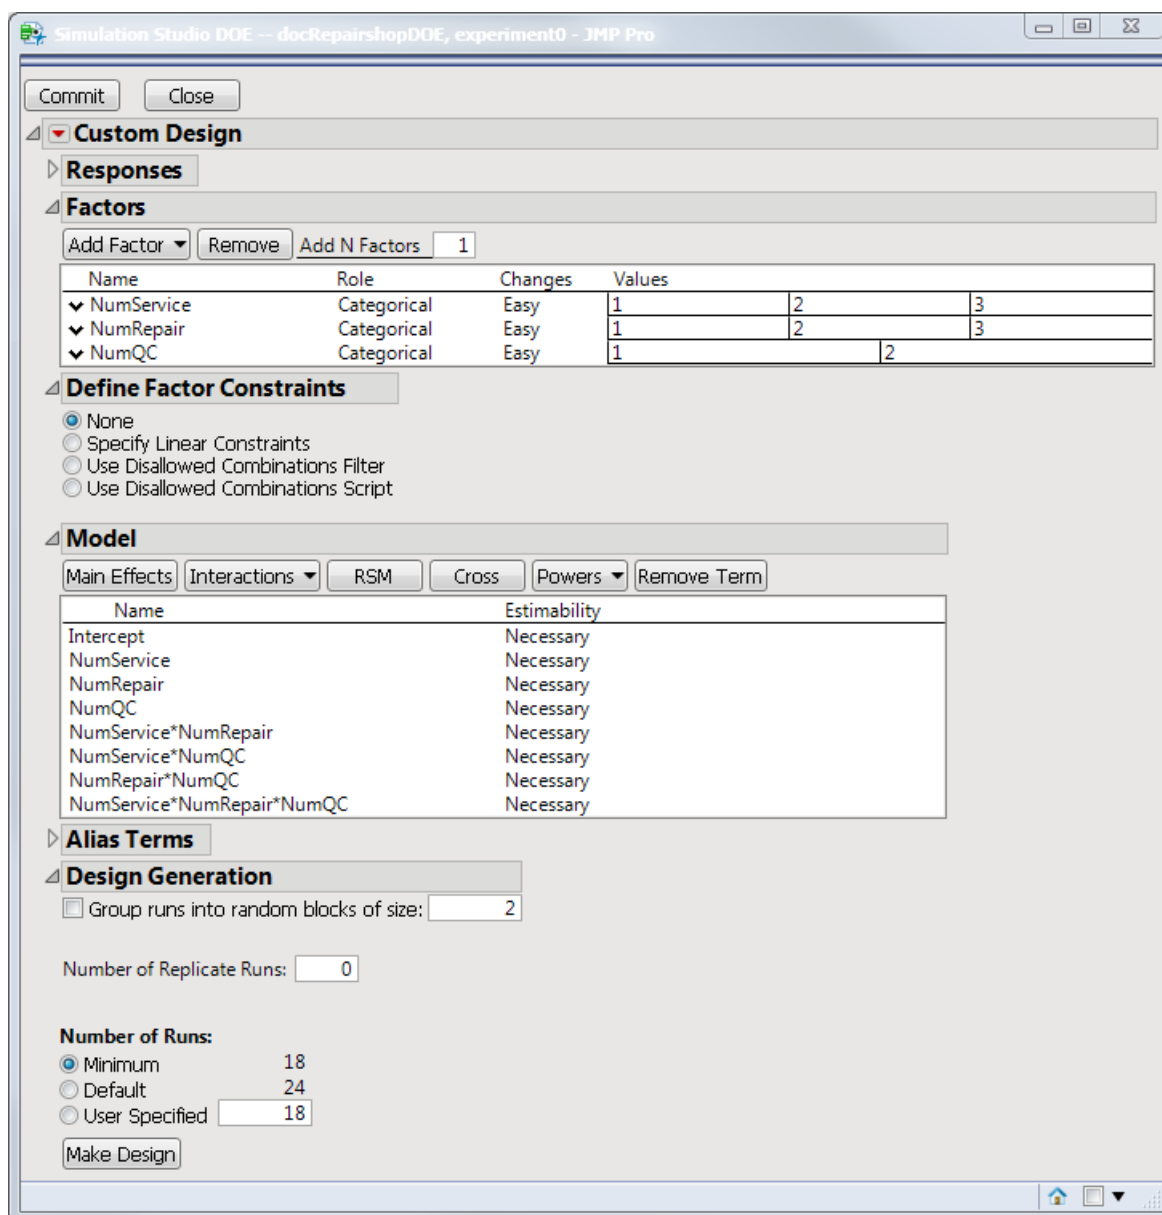 Simulation Studio DOE -- docRepairshopDOE, experiment0 - JMP Pro
Commit Close
Custom Design
Responses
Factors
Add Factor Remove Add N Factors 1
Name Role Changes Values
NumService Categorical Easy 1 2 3
NumRepair Categorical Easy 1 2 3
NumQC Categorical Easy 1 2
Define Factor Constraints
None
Specify Linear Constraints
Use Disallowed Combinations Filter
Use Disallowed Combinations Script
Model
Main Effects Interactions RSM Cross Powers Remove Term
Name Estimability
Intercept Necessary
NumService Necessary
NumRepair Necessary
NumQC Necessary
NumService*NumRepair Necessary
NumService*NumQC Necessary
NumRepair*NumQC Necessary
NumService*NumRepair*NumQC Necessary
Alias Terms
Design Generation
Group runs into random blocks of size: 2
Number of Replicate Runs: 0
Number of Runs:
Minimum 18
Default 24
User Specified 18
Make Design